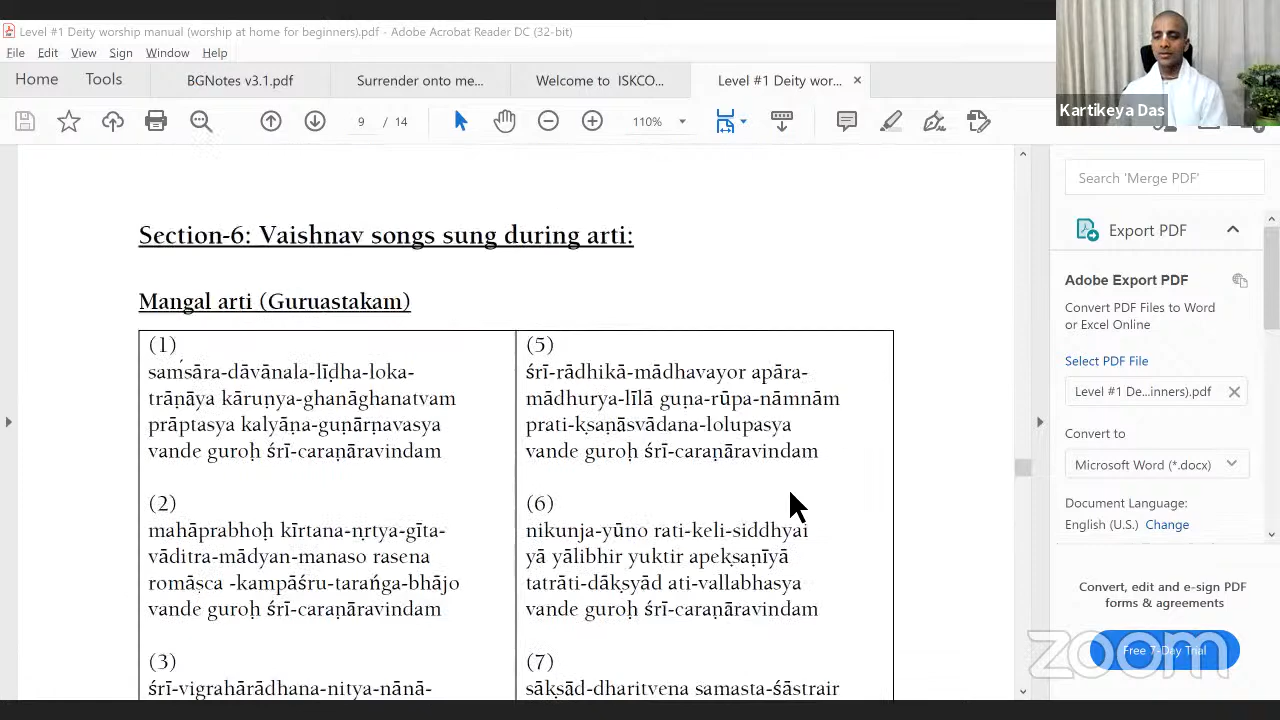 Level #1 Deity worship manual (worship at home for beginners).pdf - Adobe Acrobat Reader DC (32-bit)
File Edit View Sign Window Help
Home Tools BGNotes v3.1.pdf Surrender onto me... Welcome to ISKCO... Level #1 Deity wor... ×
9 / 14 110%
Kartikeya Das
Section-6: Vaishnav songs sung during arti:
Mangal arti (Guruastakam)
(1)
saḿsāra-dāvānala-līḍha-loka-
trāṇāya kāruṇya-ghanāghanatvam
prāptasya kalyāṇa-guṇārṇavasya
vande guroḥ śrī-caraṇāravindam
(2)
mahāprabhoḥ kīrtana-nṛtya-gīta-
vāditra-mādyan-manaso rasena
romāṣca -kampāśru-tarańga-bhājo
vande guroḥ śrī-caraṇāravindam
(3)
śrī-vigrahārādhana-nitya-nānā-
(5)
śrī-rādhikā-mādhavayor apāra-
mādhurya-līlā guṇa-rūpa-nāmnām
prati-kṣaṇāsvādana-lolupasya
vande guroḥ śrī-caraṇāravindam
(6)
nikunja-yūno rati-keli-siddhyai
yā yālibhir yuktir apekṣaṇīyā
tatrāti-dākṣyād ati-vallabhasya
vande guroḥ śrī-caraṇāravindam
(7)
sākṣād-dharitvena samasta-śāstrair
Search 'Merge PDF'
Export PDF
Adobe Export PDF
Convert PDF Files to Word
or Excel Online
Select PDF File
Level #1 De...inners).pdf
Convert to
Microsoft Word (*.docx)
Document Language:
English (U.S.) Change
Convert, edit and e-sign PDF
forms & agreements
Free 7-Day Trial
zoom